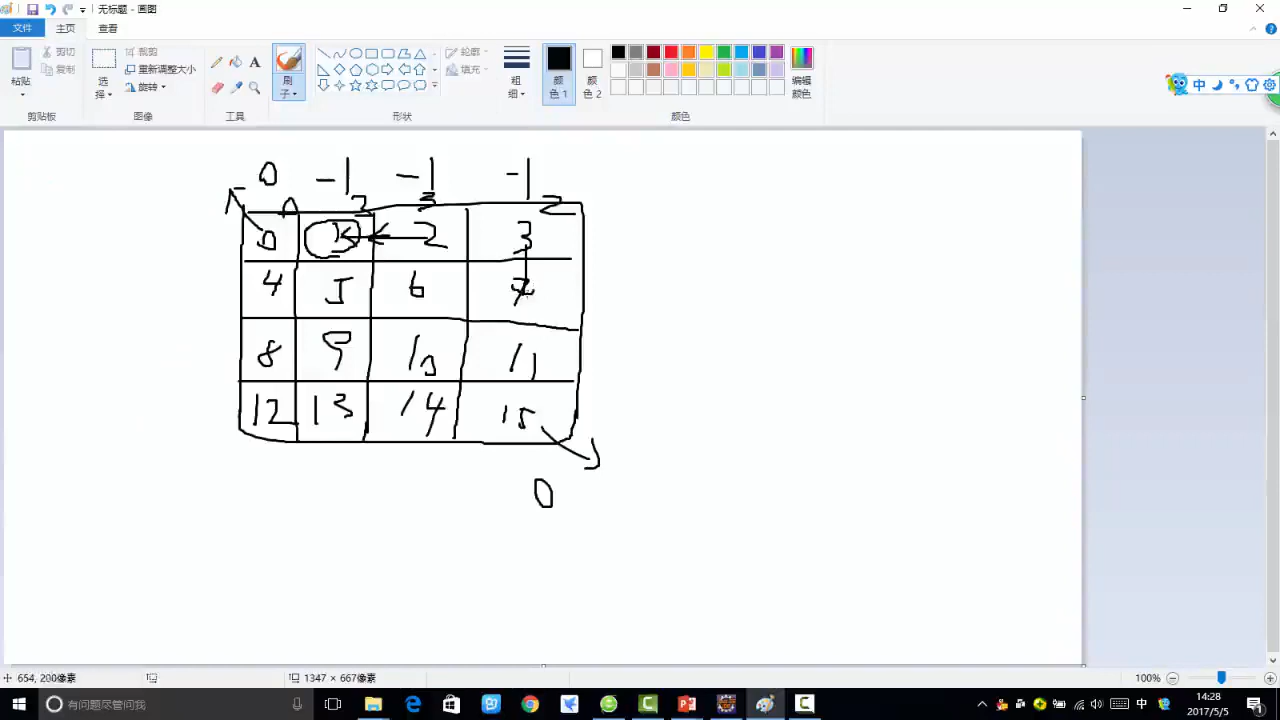 无标题 - 画图
文件 主页 查看
粘贴 剪切 复制
选择 裁剪 重新调整大小 旋转
A
刷子
轮廓 填充
粗细
颜色 1 颜色 2
编辑颜色
剪贴板 图像 工具 形状 颜色
中
0 -1 -1 -1
3 2
0 2 3
4 5 6 7
8 9 10 11
12 13 14 15
0
654, 200像素 1347 × 667像素 100%
有问题尽管问我 中 14:28
2017/5/5